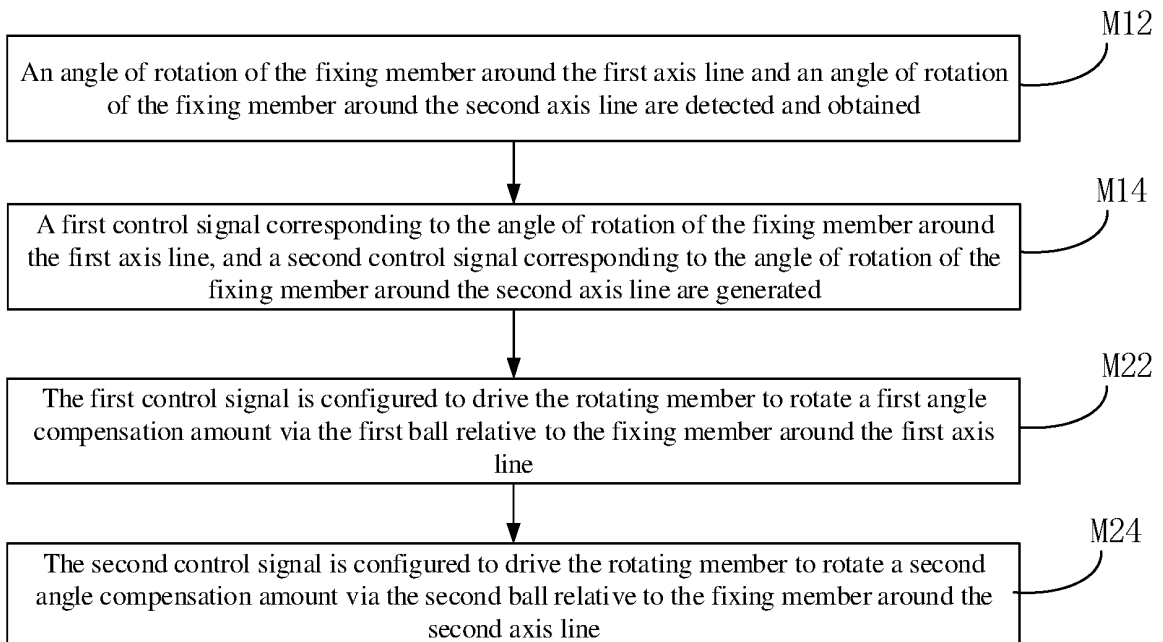 M12
An angle of rotation of the fixing member around the first axis line and an angle of rotation
of the fixing member around the second axis line are detected and obtained
M14
A first control signal corresponding to the angle of rotation of the fixing member around
the first axis line, and a second control signal corresponding to the angle of rotation of the
fixing member around the second axis line are generated
M22
The first control signal is configured to drive the rotating member to rotate a first angle
compensation amount via the first ball relative to the fixing member around the first axis
line
M24
The second control signal is configured to drive the rotating member to rotate a second
angle compensation amount via the second ball relative to the fixing member around the
second axis line